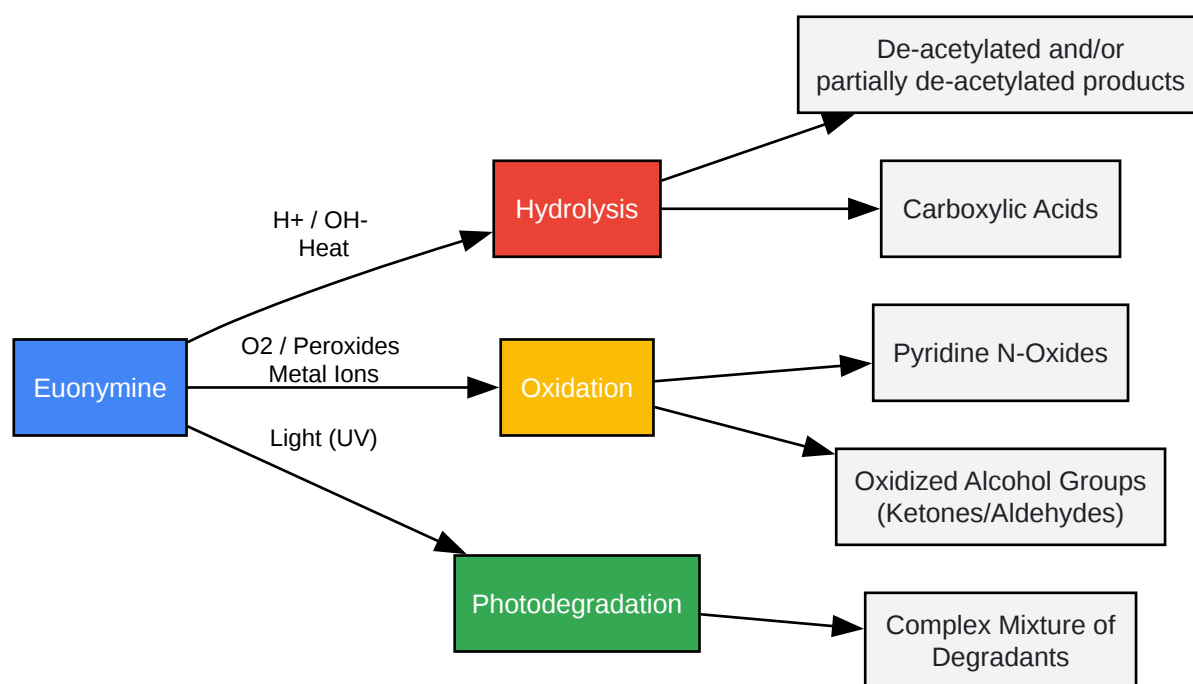 De-acetylated and/or
partially de-acetylated products
Hydrolysis
Carboxylic Acids
H+ / OH-
Heat
Pyridine N-Oxides
O2 / Peroxides
Metal Ions
Euonymine
Oxidation
Light (UV)
Oxidized Alcohol Groups
(Ketones/Aldehydes)
Photodegradation
Complex Mixture of
Degradants